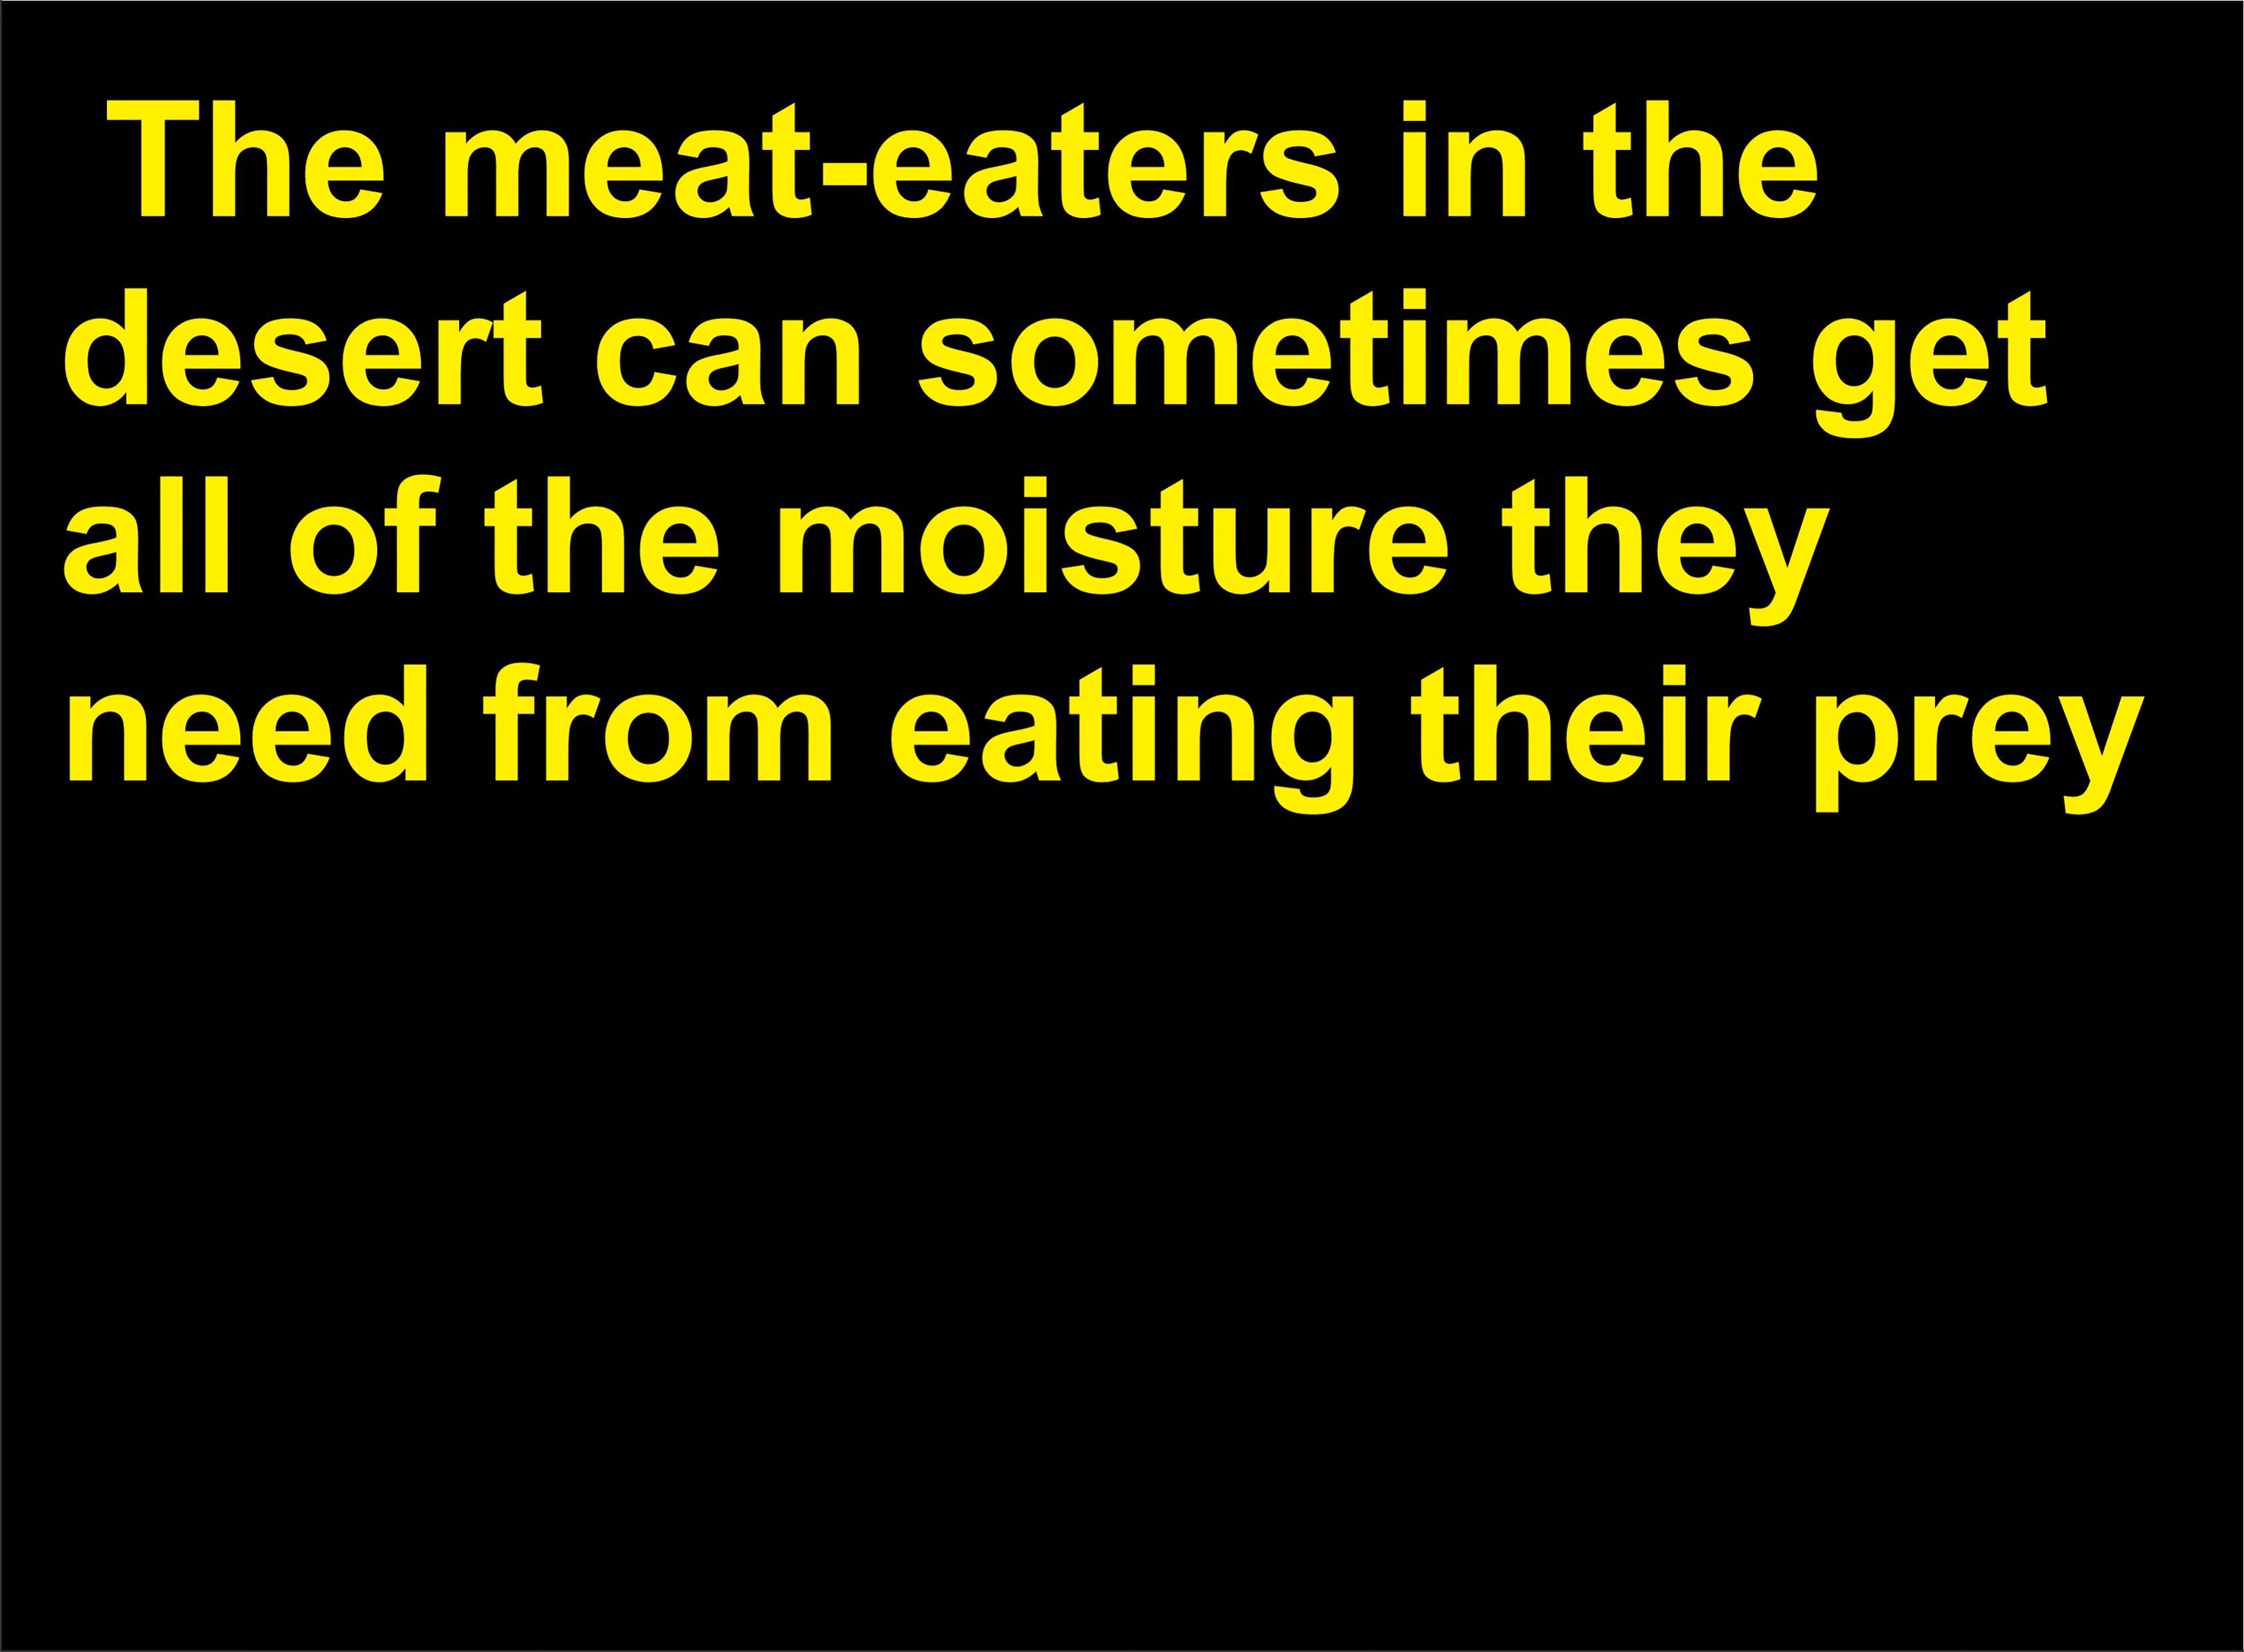 The meat-eaters in the
desert can sometimes get
all of the moisture they
need from eating their prey